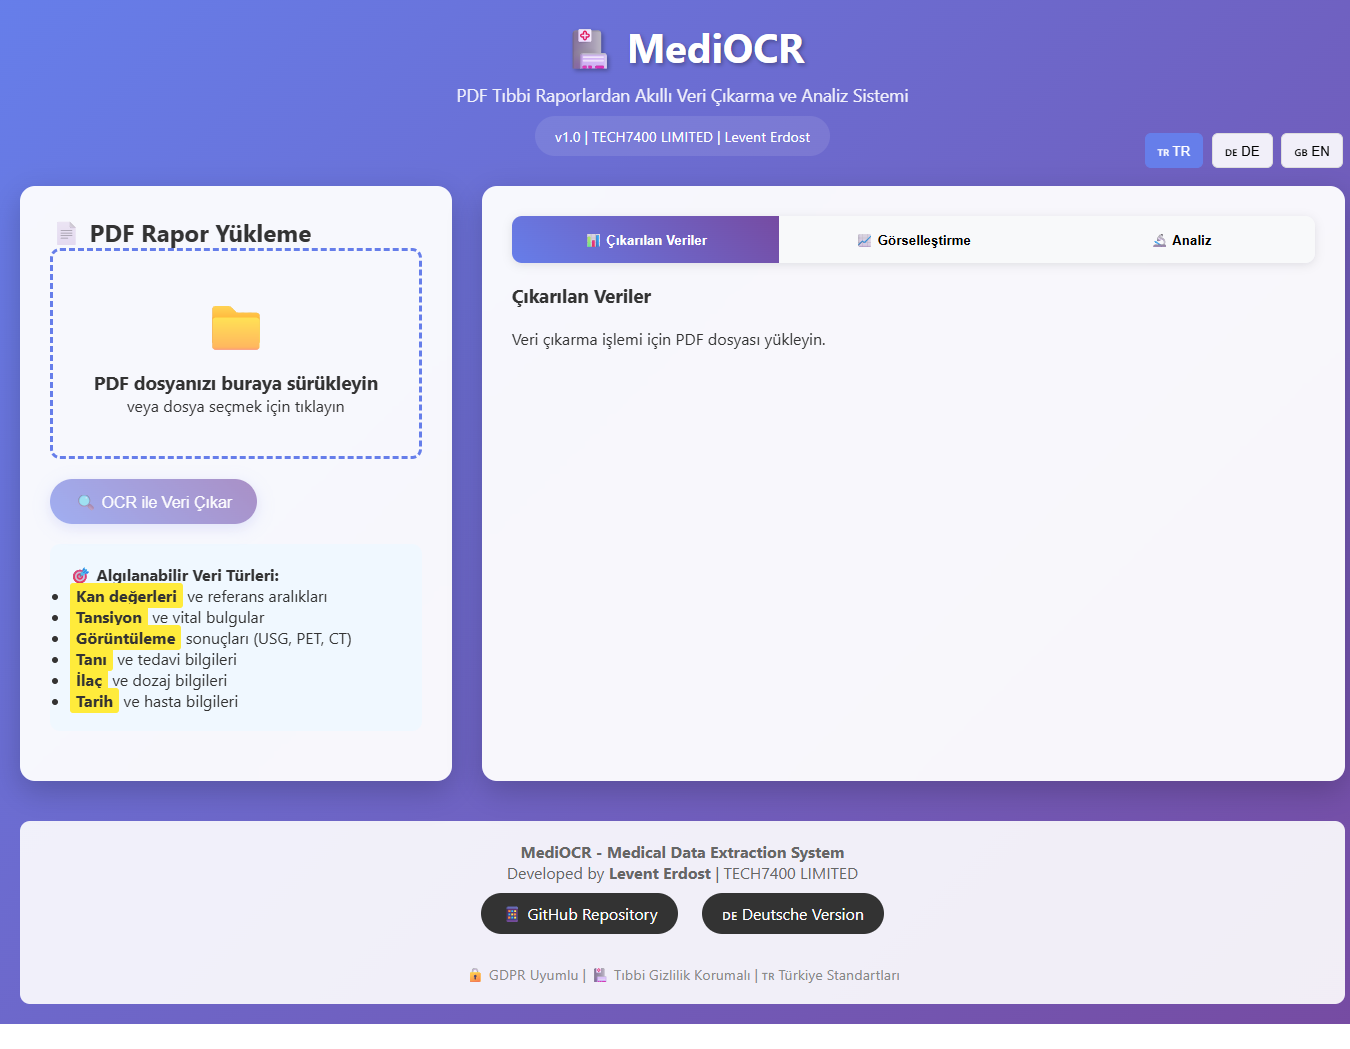 MediOCR
PDF Tıbbi Raporlardan Akıllı Veri Çıkarma ve Analiz Sistemi
v1.0 | TECH7400 LIMITED | Levent Erdost
TR TR
DE DE
GB EN
PDF Rapor Yükleme
PDF dosyanızı buraya sürükleyin
veya dosya seçmek için tıklayın
OCR ile Veri Çıkar
Algılanabilir Veri Türleri:
Kan değerleri ve referans aralıkları
Tansiyon ve vital bulgular
Görüntüleme sonuçları (USG, PET, CT)
Tanı ve tedavi bilgileri
İlaç ve dozaj bilgileri
Tarih ve hasta bilgileri
Çıkarılan Veriler
Görselleştirme
Analiz
Çıkarılan Veriler
Veri çıkarma işlemi için PDF dosyası yükleyin.
MediOCR - Medical Data Extraction System
Developed by Levent Erdost | TECH7400 LIMITED
GitHub Repository
DE Deutsche Version
GDPR Uyumlu | Tıbbi Gizlilik Korumalı | TR Türkiye Standartları